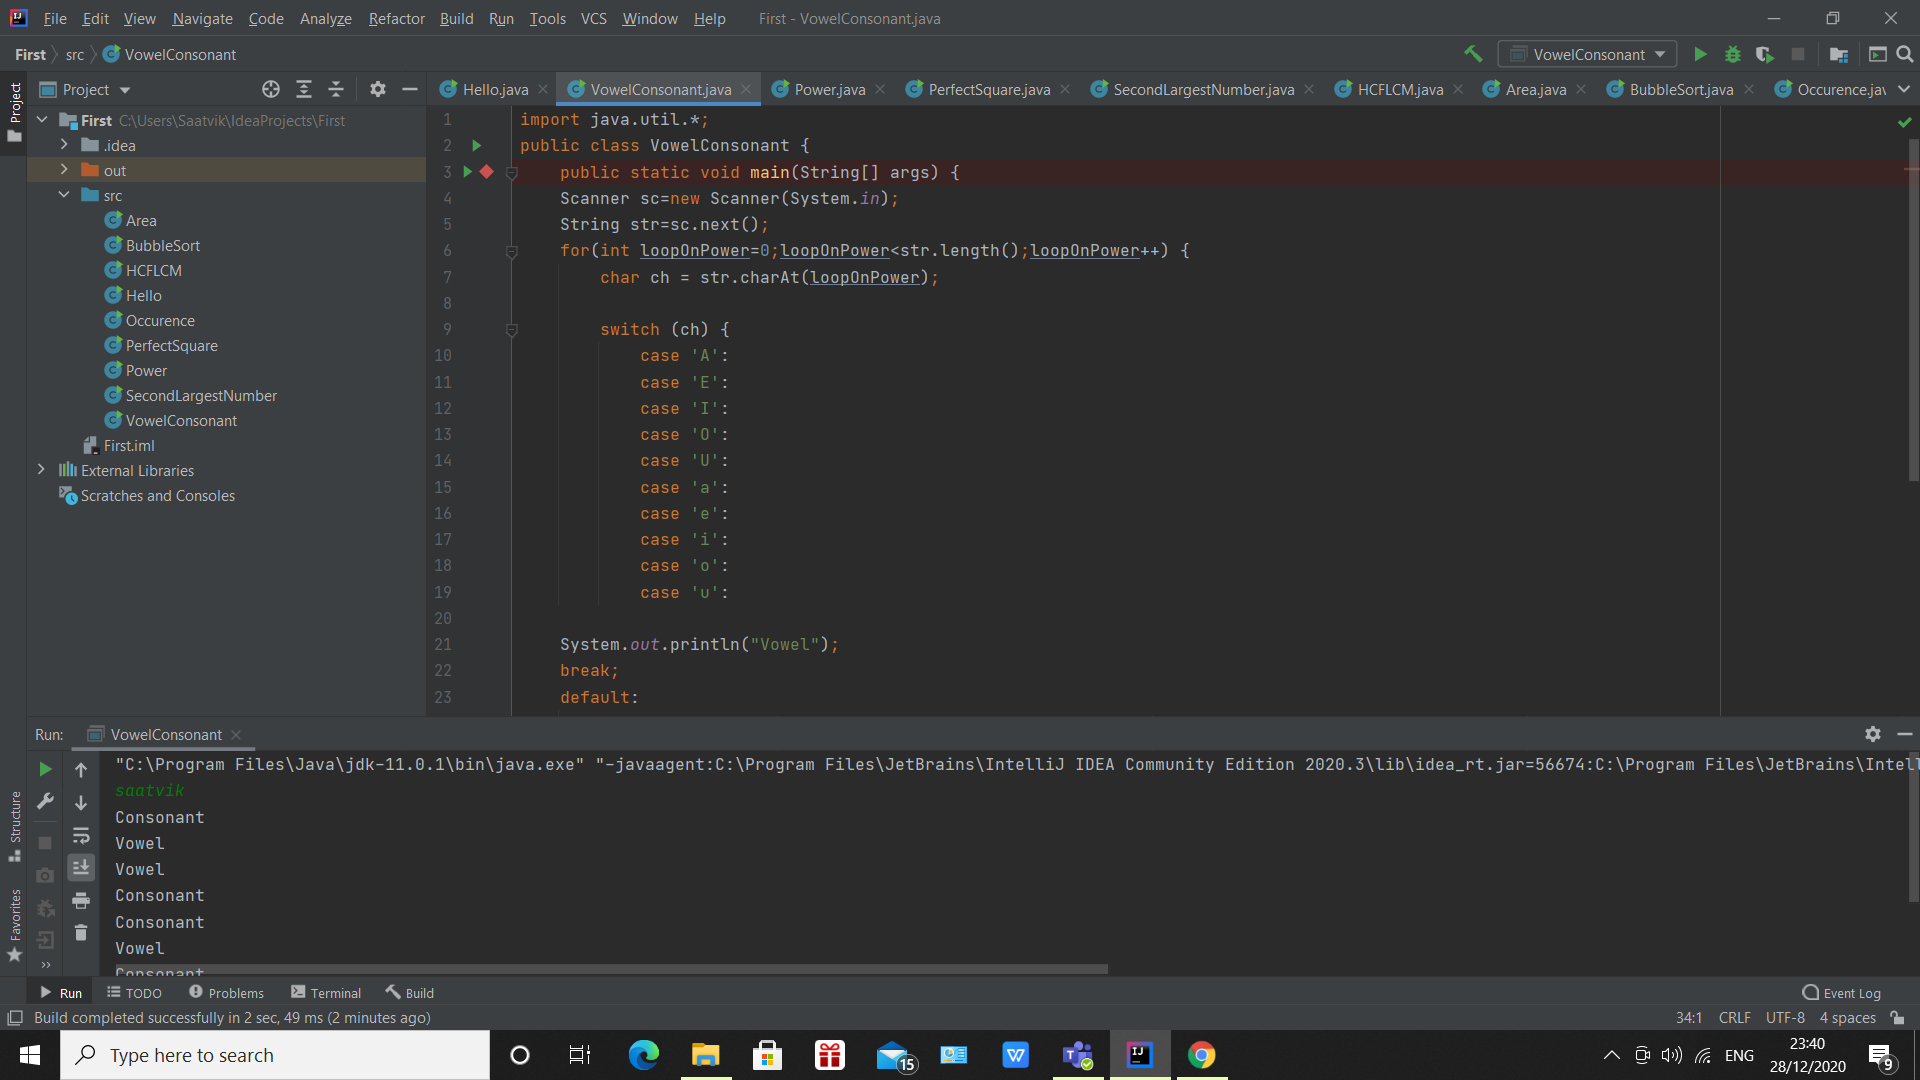 File Edit View Navigate Code Analyze Refactor Build Run Tools VCS Window Help First - VowelConsonant.java
First src VowelConsonant VowelConsonant
Project Hello.java VowelConsonant.java Power.java PerfectSquare.java SecondLargestNumber.java HCFLCM.java Area.java BubbleSort.java Occurence.jav
Project
First C:\Users\Saatvik\IdeaProjects\First
.idea
out
src
Area
BubbleSort
HCFLCM
Hello
Occurence
PerfectSquare
Power
SecondLargestNumber
VowelConsonant
First.iml
External Libraries
Scratches and Consoles
1 import java.util.*;
2 public class VowelConsonant {
3 public static void main(String[] args) {
4 Scanner sc=new Scanner(System.in);
5 String str=sc.next();
6 for(int loopOnPower=0;loopOnPower<str.length();loopOnPower++) {
7 char ch = str.charAt(loopOnPower);
8
9 switch (ch) {
10 case 'A':
11 case 'E':
12 case 'I':
13 case 'O':
14 case 'U':
15 case 'a':
16 case 'e':
17 case 'i':
18 case 'o':
19 case 'u':
20
21 System.out.println("Vowel");
22 break;
23 default:
Run: VowelConsonant
"C:\Program Files\Java\jdk-11.0.1\bin\java.exe" "-javaagent:C:\Program Files\JetBrains\IntelliJ IDEA Community Edition 2020.3\lib\idea_rt.jar=56674:C:\Program Files\JetBrains\Intell
saatvik
Consonant
Vowel
Vowel
Consonant
Consonant
Vowel
Consonant
Structure
Favorites
Run TODO Problems Terminal Build Event Log
Build completed successfully in 2 sec, 49 ms (2 minutes ago) 34:1 CRLF UTF-8 4 spaces
Type here to search 15 ENG 23:40
28/12/2020 9